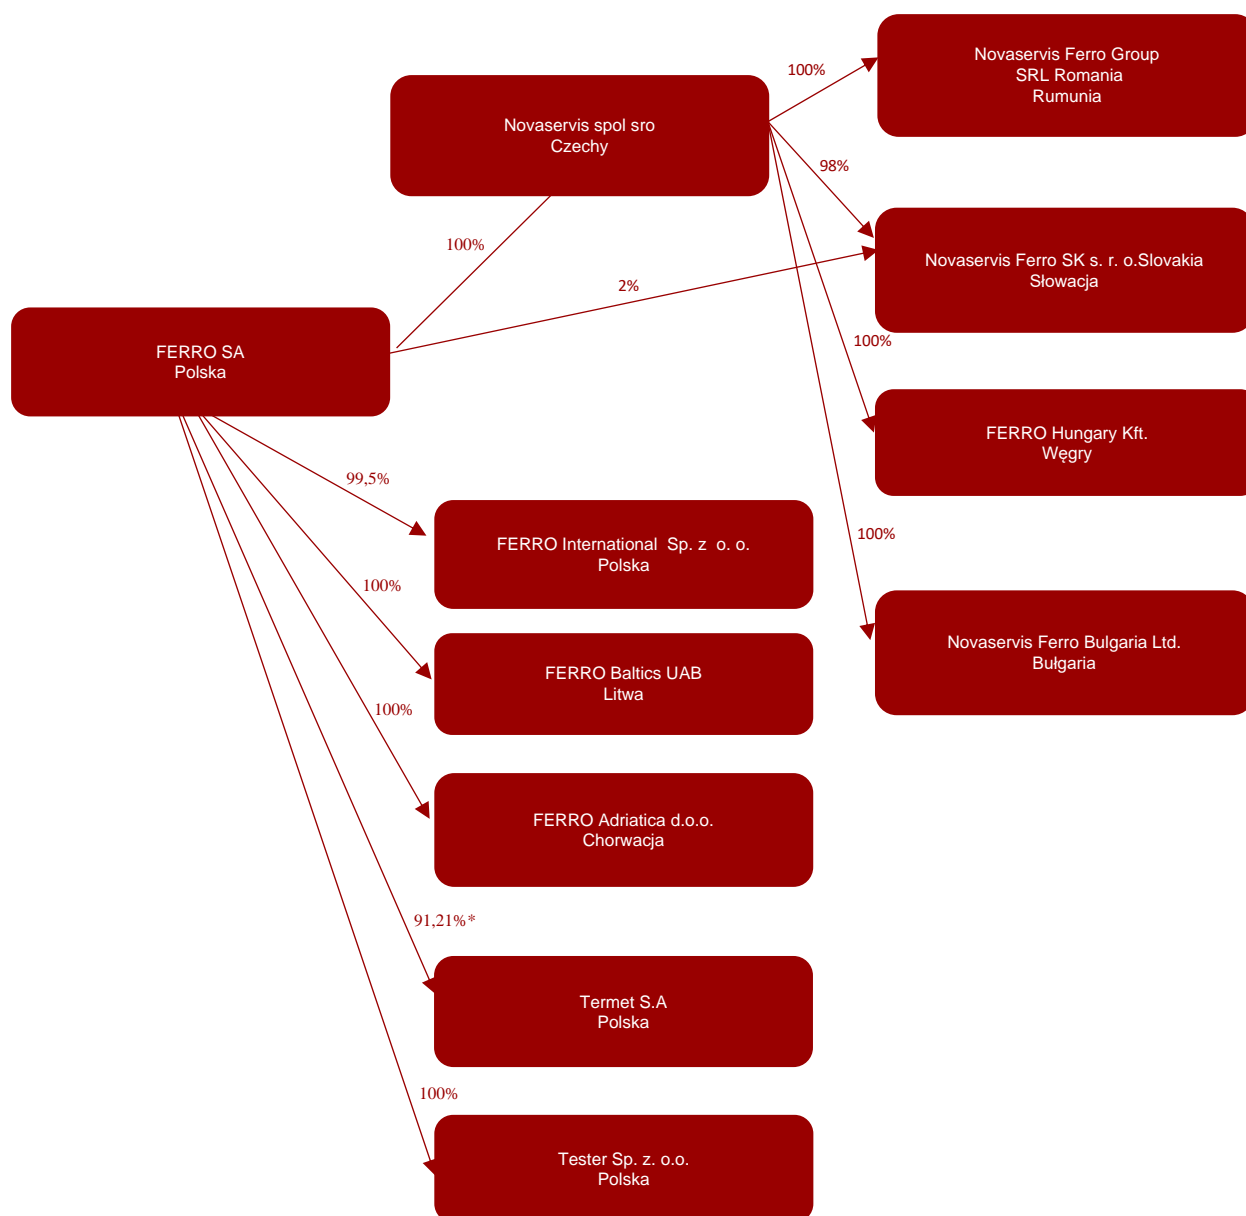 Novaservis Ferro Group
SRL Romania
Rumunia
100%
Novaservis spol sro
Czechy
98%
100%
Novaservis Ferro SK s. r. o.Slovakia
Słowacja
2%
FERRO SA
Polska
100%
FERRO Hungary Kft.
Węgry
99,5%
FERRO International  Sp. z  o. o.
Polska
100%
100%
Novaservis Ferro Bulgaria Ltd.
Bułgaria
FERRO Baltics UAB
Litwa
100%
FERRO Adriatica d.o.o.
Chorwacja
91,21%*
Termet S.A
Polska
100%
Tester Sp. z. o.o.
Polska